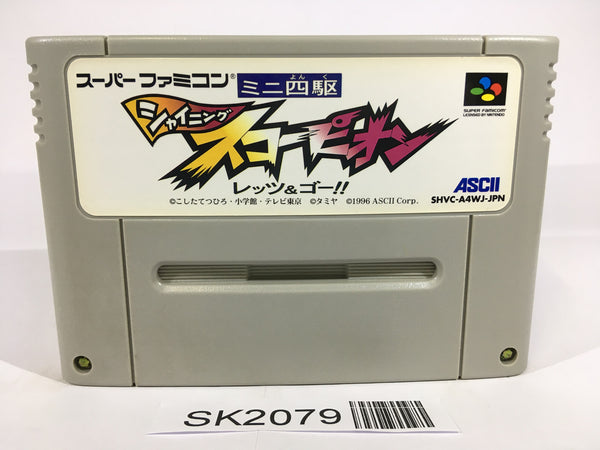 スーパーファミコン®
ミニ四駆
よんく
シャイニング
スコーピオン
レッツ&ゴー!!
©こしたてつひろ・小学館・テレビ東京 ©タミヤ ©1996 ASCII Corp.
SUPER FAMICOM
LICENSED BY NINTENDO
ASCII
SHVC-A4WJ-JPN
SK2079